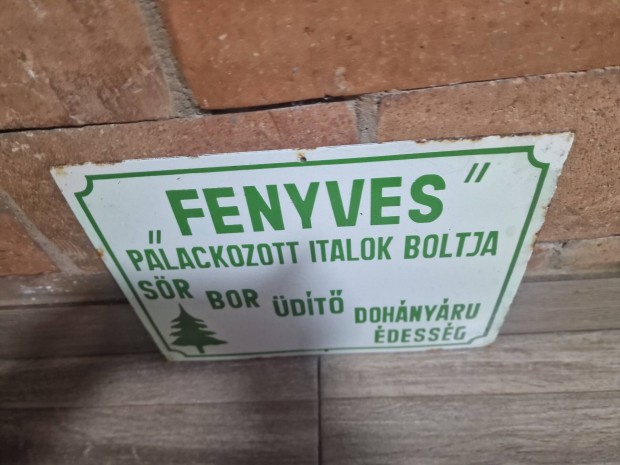 „FENYVES”
PALACKOZOTT ITALOK BOLTJA
SÖR BOR ÜDÍTŐ DOHÁNYÁRU
ÉDESSÉG